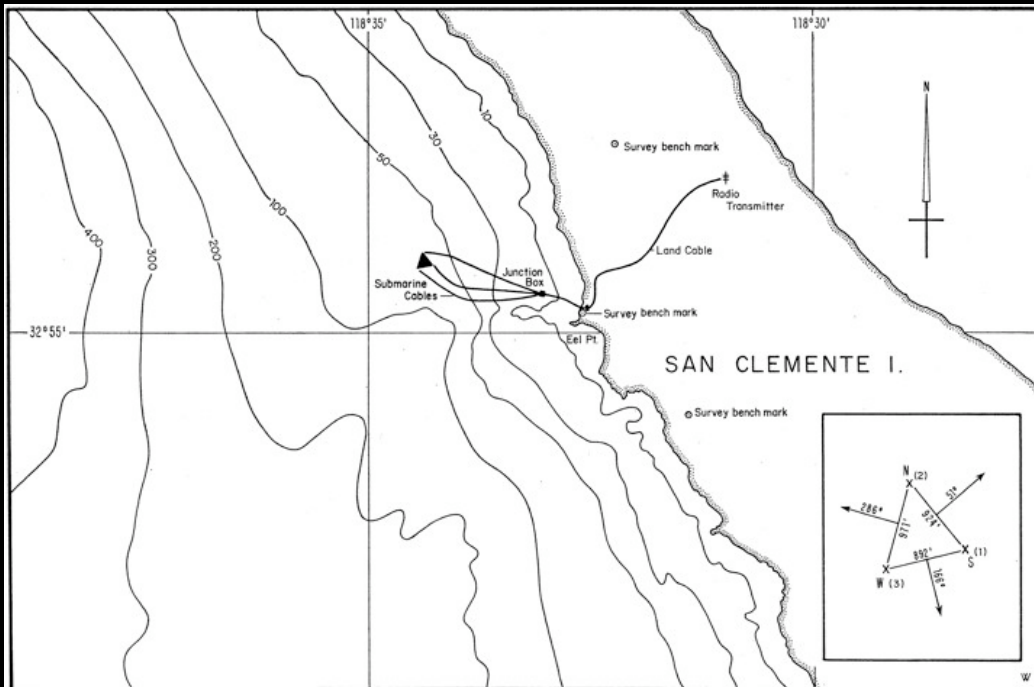 118°35'
118°30'
10
30
50
100
200
300
400
N
Survey bench mark
Radio
Transmitter
Land Cable
Junction
Box
Submarine
Cables
Survey bench mark
32°55'
Eel Pt.
SAN CLEMENTE I.
Survey bench mark
N (2)
51°
286°
971'
924'
892'
S (1)
W (3)
166°
W